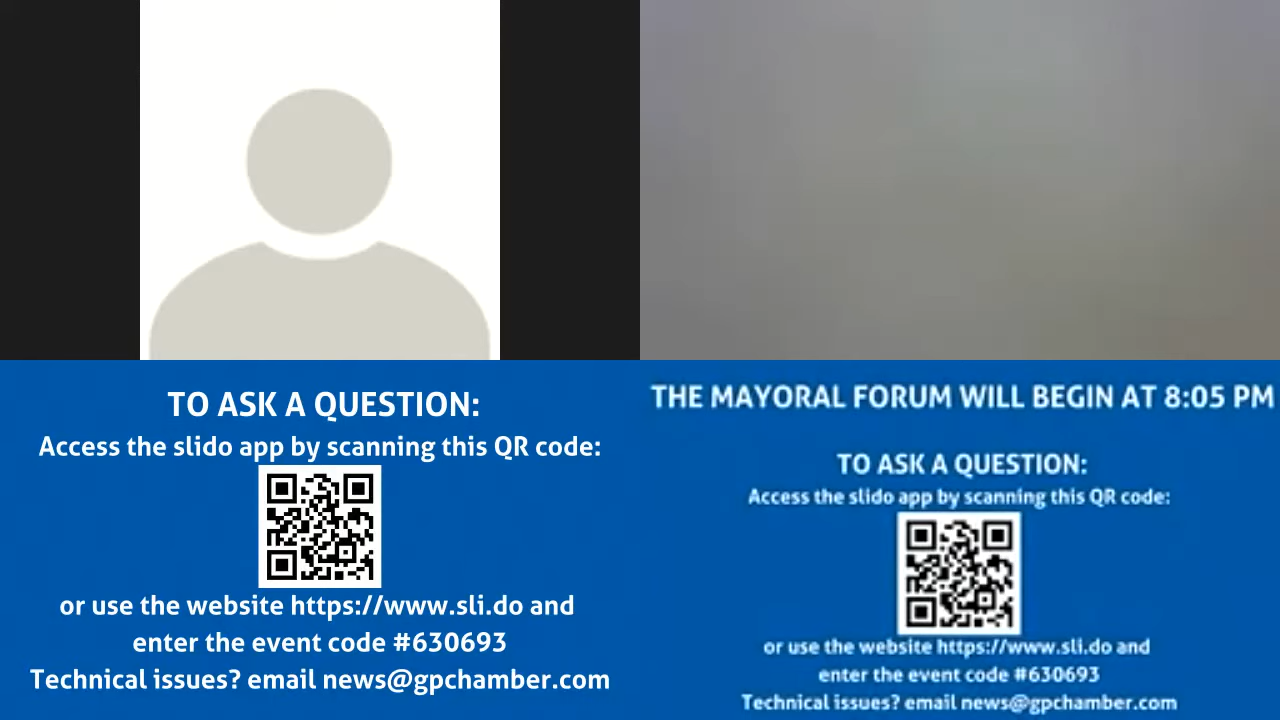 TO ASK A QUESTION:
Access the slido app by scanning this QR code:
or use the website https://www.sli.do and
enter the event code #630693
Technical issues? email news@gpchamber.com
THE MAYORAL FORUM WILL BEGIN AT 8:05 PM
TO ASK A QUESTION:
Access the slido app by scanning this QR code:
or use the website https://www.sli.do and
enter the event code #630693
Technical issues? email news@gpchamber.com